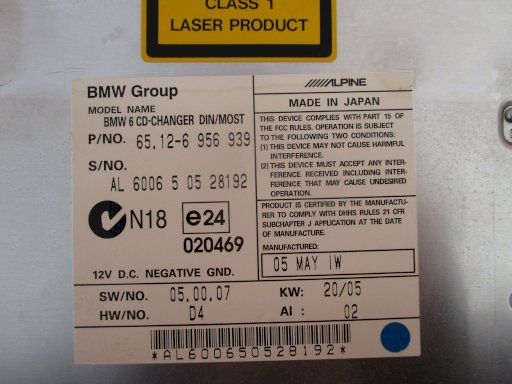 CLASS 1
LASER PRODUCT
BMW Group
MODEL NAME
BMW 6 CD-CHANGER DIN/MOST
P/NO. 65.12-6 956 939
S/NO.
AL 6006 5 05 28192
N18 e24
020469
12V D.C. NEGATIVE GND.
ALPINE
MADE IN JAPAN
THIS DEVICE COMPLIES WITH PART 15 OF
THE FCC RULES. OPERATION IS SUBJECT
TO THE FOLLOWING TWO CONDITIONS:
(1) THIS DEVICE MAY NOT CAUSE HARMFUL
INTERFERENCE.
(2) THIS DEVICE MUST ACCEPT ANY INTER-
FERENCE RECEIVED INCLUDING INTER-
FERENCE THAT MAY CAUSE UNDESIRED
OPERATION.
PRODUCT IS CERTIFIED BY THE MANUFACTU-
RER TO COMPLY WITH DHHS RULES 21 CFR
SUBCHAPTER J APPLICATION AT THE DATE
OF MANUFACTURE.
MANUFACTURED:
05 MAY IW
SW/NO. 05.00.07 KW: 20/05
HW/NO. D4 AI: 02
*AL600650528192*